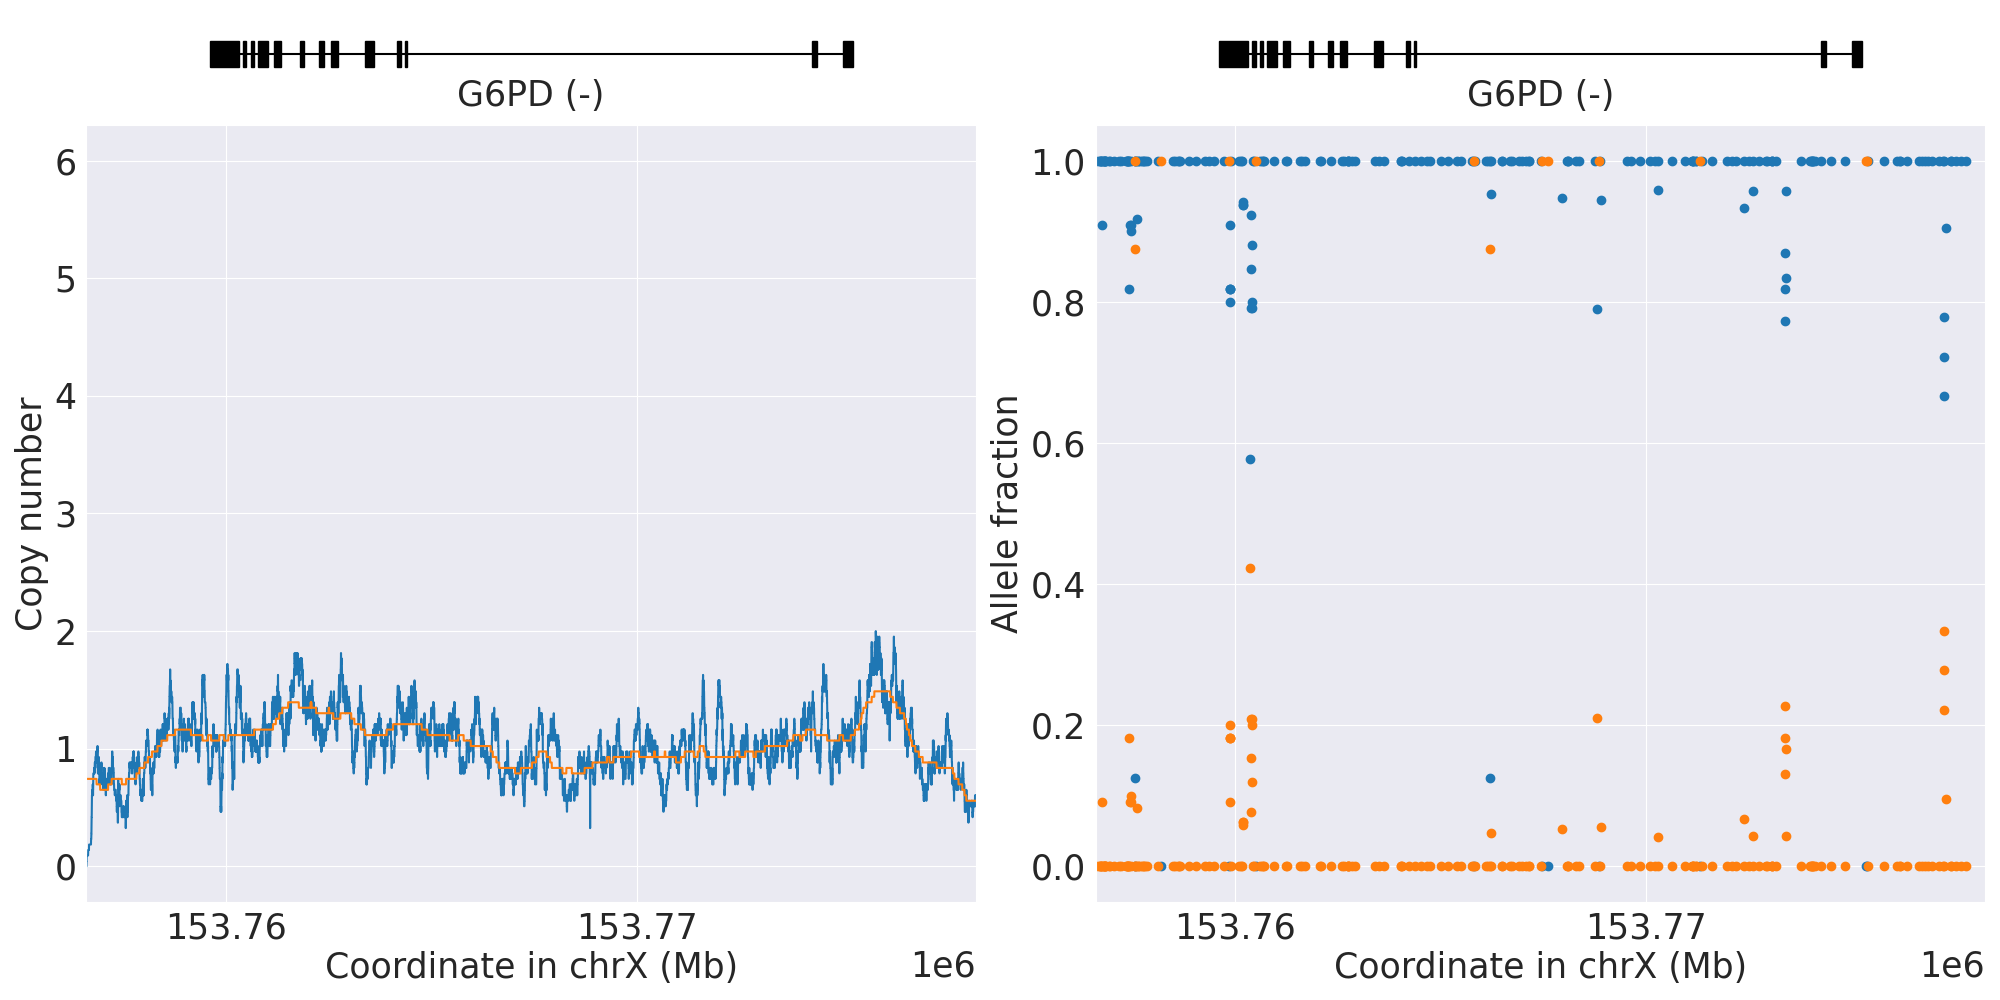 G6PD (-)
Copy number
6
5
4
3
2
1
0
153.76
153.77
Coordinate in chrX (Mb)
1e6
G6PD (-)
Allele fraction
1.0
0.8
0.6
0.4
0.2
0.0
153.76
153.77
Coordinate in chrX (Mb)
1e6